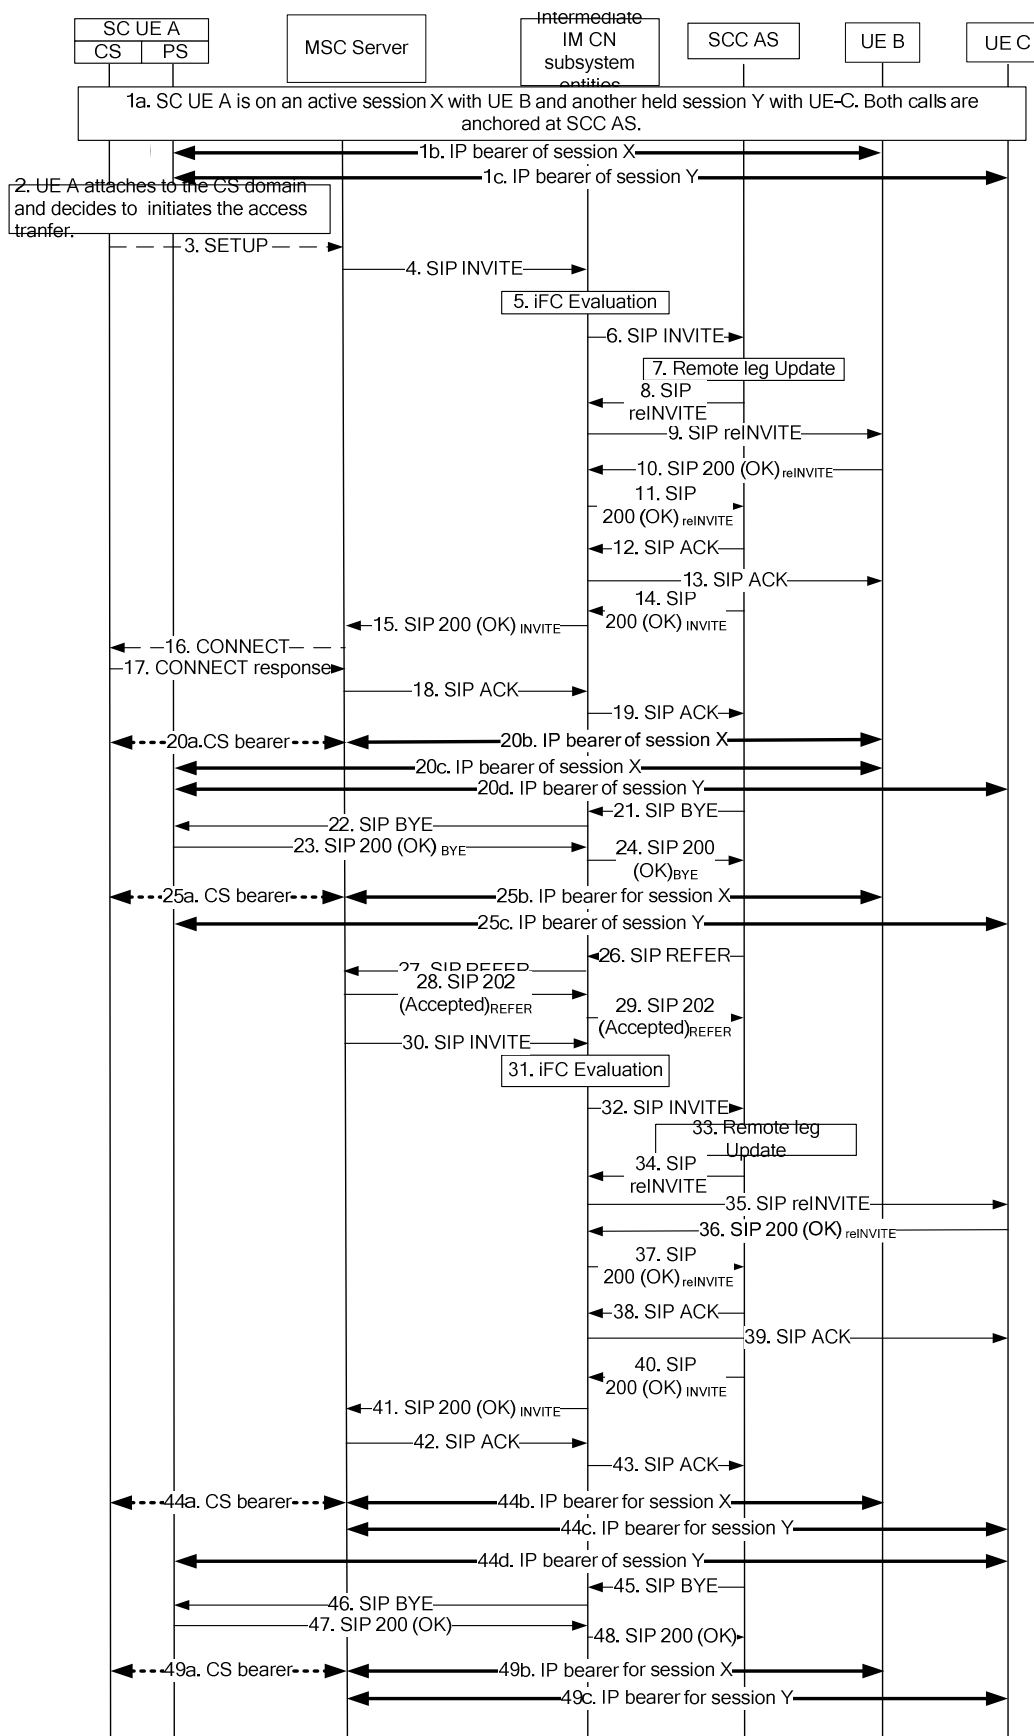 SC UE A
CS
PS
MSC Server
Intermediate
IM CN
subsystem
entities
SCC AS
UE B
UE C
1a. SC UE A is on an active session X with UE B and another held session Y with UE-C. Both calls are
anchored at SCC AS.
1b. IP bearer of session X
1c. IP bearer of session Y
2. UE A attaches to the CS domain
and decides to initiates the access
tranfer.
3. SETUP
4. SIP INVITE
5. iFC Evaluation
6. SIP INVITE
7. Remote leg Update
8. SIP
reINVITE
9. SIP reINVITE
10. SIP 200 (OK) reINVITE
11. SIP
200 (OK) reINVITE
12. SIP ACK
13. SIP ACK
14. SIP
200 (OK) INVITE
15. SIP 200 (OK) INVITE
16. CONNECT
17. CONNECT response
18. SIP ACK
19. SIP ACK
20a.CS bearer
20b. IP bearer of session X
20c. IP bearer of session X
20d. IP bearer of session Y
21. SIP BYE
22. SIP BYE
23. SIP 200 (OK) BYE
24. SIP 200
(OK)BYE
25a. CS bearer
25b. IP bearer for session X
25c. IP bearer of session Y
26. SIP REFER
27. SIP REFER
28. SIP 202
(Accepted)REFER
29. SIP 202
(Accepted)REFER
30. SIP INVITE
31. iFC Evaluation
32. SIP INVITE
33. Remote leg
Update
34. SIP
reINVITE
35. SIP reINVITE
36. SIP 200 (OK) reINVITE
37. SIP
200 (OK) reINVITE
38. SIP ACK
39. SIP ACK
40. SIP
200 (OK) INVITE
41. SIP 200 (OK) INVITE
42. SIP ACK
43. SIP ACK
44a. CS bearer
44b. IP bearer for session X
44c. IP bearer for session Y
44d. IP bearer of session Y
45. SIP BYE
46. SIP BYE
47. SIP 200 (OK)
48. SIP 200 (OK)
49a. CS bearer
49b. IP bearer for session X
49c. IP bearer for session Y